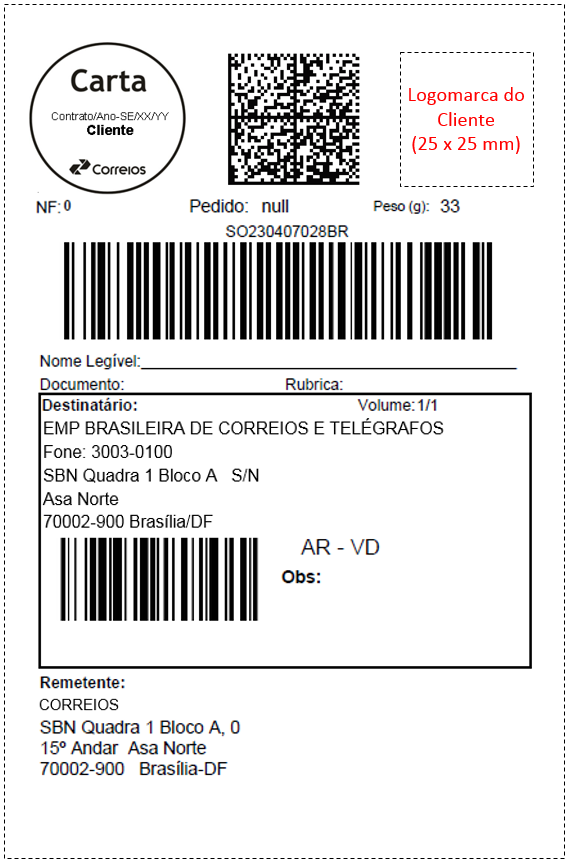 Carta
Contrato/Ano-SE/XX/YY
Cliente
Correios
Logomarca do
Cliente
(25 x 25 mm)
NF: 0 Pedido: null Peso (g): 33
SO230407028BR
Nome Legível:
Documento: Rubrica:
Destinatário: Volume:1/1
EMP BRASILEIRA DE CORREIOS E TELÉGRAFOS
Fone: 3003-0100
SBN Quadra 1 Bloco A S/N
Asa Norte
70002-900 Brasília/DF
AR - VD
Obs:
Remetente:
CORREIOS
SBN Quadra 1 Bloco A, 0
15º Andar Asa Norte
70002-900 Brasília-DF